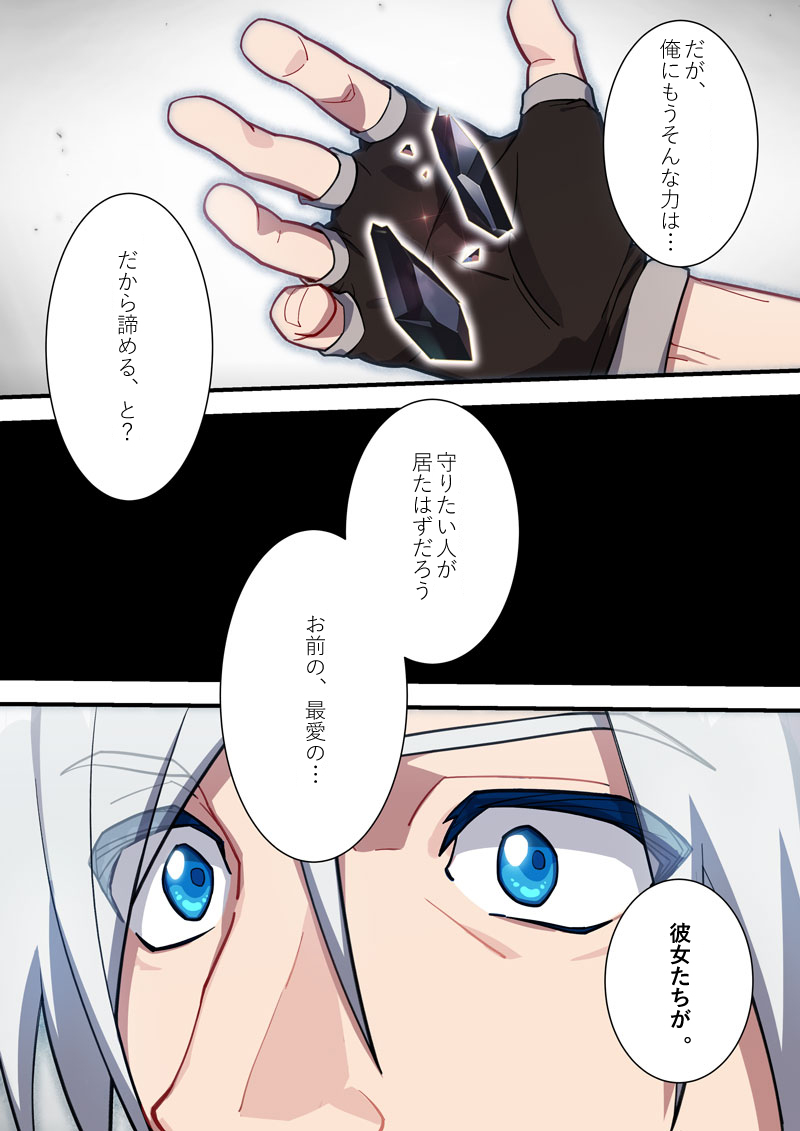 だが、
俺にもうそんな力は…
だから諦める、と?
守りたい人が
居たはずだろう
お前の、最愛の…
彼女たちが。